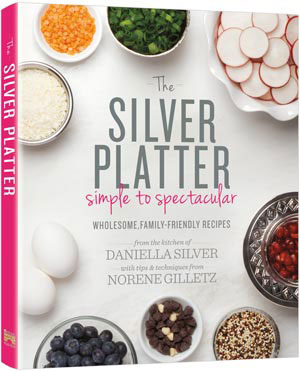 The
SILVER
PLATTER
simple to spectacular
WHOLESOME, FAMILY-FRIENDLY RECIPES
from the kitchen of
DANIELLA SILVER
with tips & techniques from
NORENE GILLETZ
The SILVER PLATTER